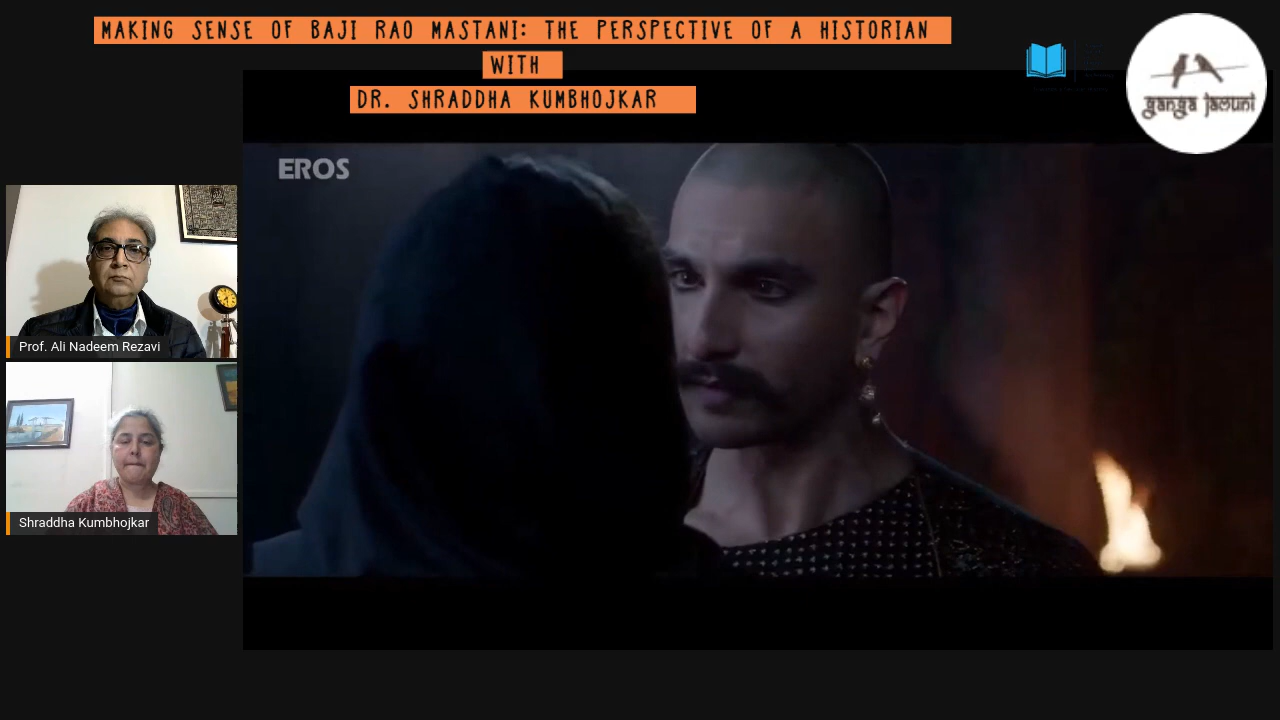 MAKING SENSE OF BAJI RAO MASTANI: THE PERSPECTIVE OF A HISTORIAN
WITH
DR. SHRADDHA KUMBHOJKAR
ganga jamuni
EROS
Prof. Ali Nadeem Rezavi
Shraddha Kumbhojkar